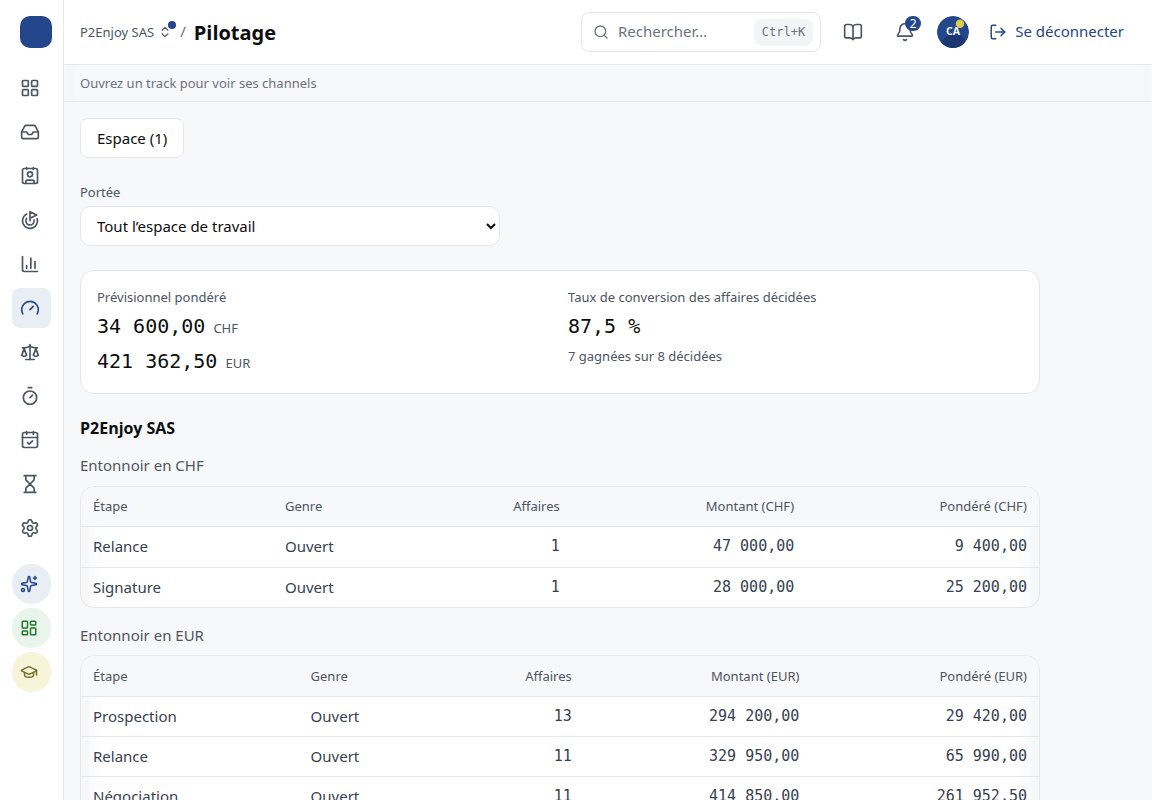 P2Enjoy SAS / Pilotage
Rechercher... Ctrl+K
2
CA
Se déconnecter
Ouvrez un track pour voir ses channels
Espace (1)
Portée
Tout l'espace de travail
Prévisionnel pondéré
34 600,00 CHF
421 362,50 EUR
Taux de conversion des affaires décidées
87,5 %
7 gagnées sur 8 décidées
P2Enjoy SAS
Entonnoir en CHF
Étape Genre Affaires Montant (CHF) Pondéré (CHF)
Relance Ouvert 1 47 000,00 9 400,00
Signature Ouvert 1 28 000,00 25 200,00
Entonnoir en EUR
Étape Genre Affaires Montant (EUR) Pondéré (EUR)
Prospection Ouvert 13 294 200,00 29 420,00
Relance Ouvert 11 329 950,00 65 990,00
Négociation Ouvert 11 414 850,00 261 952,50